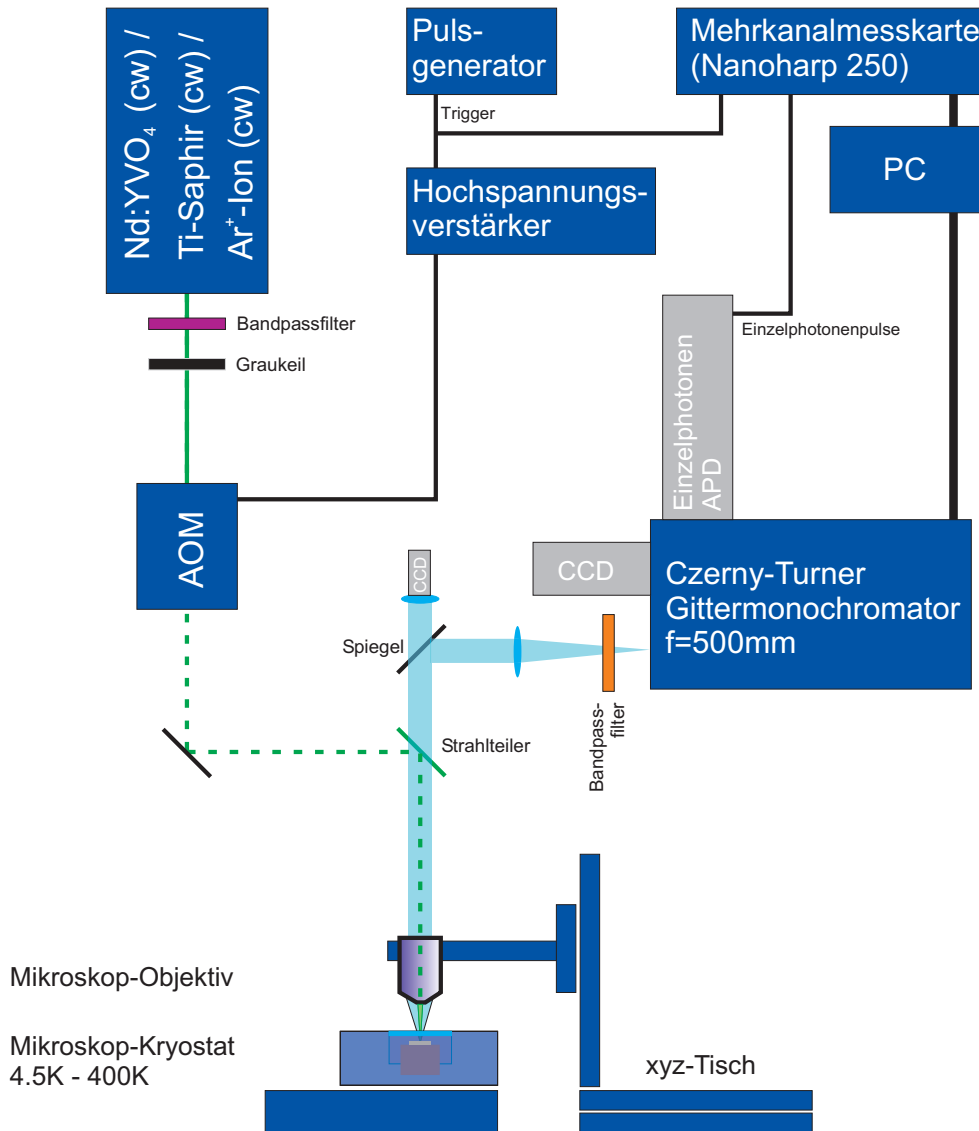 Nd:YVO₄ (cw) /
Ti-Saphir (cw) /
Ar⁺-Ion (cw)
Puls-
generator
Mehrkanalmesskarte
(Nanoharp 250)
Trigger
PC
Hochspannungs-
verstärker
Bandpassfilter
Graukeil
Einzelphotonenpulse
Einzelphotonen
APD
AOM
CCD
CCD
Czerny-Turner
Gittermonochromator
f=500mm
Spiegel
Bandpass-
filter
Strahlteiler
Mikroskop-Objektiv
Mikroskop-Kryostat
4.5K - 400K
xyz-Tisch